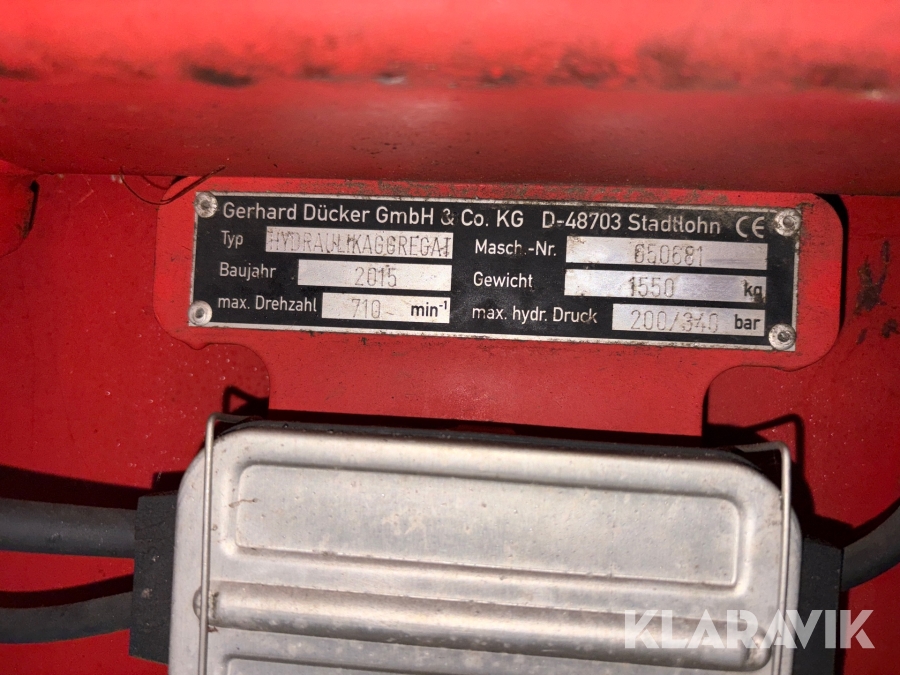 Gerhard Dücker GmbH & Co. KG D-48703 Stadtlohn CE
Typ HYDRAULIKAGGREGAT Masch.-Nr. 650681
Baujahr 2015 Gewicht 1550 kg
max. Drehzahl 710 min⁻¹ max. hydr. Druck 200/340 bar
KLARAVIK